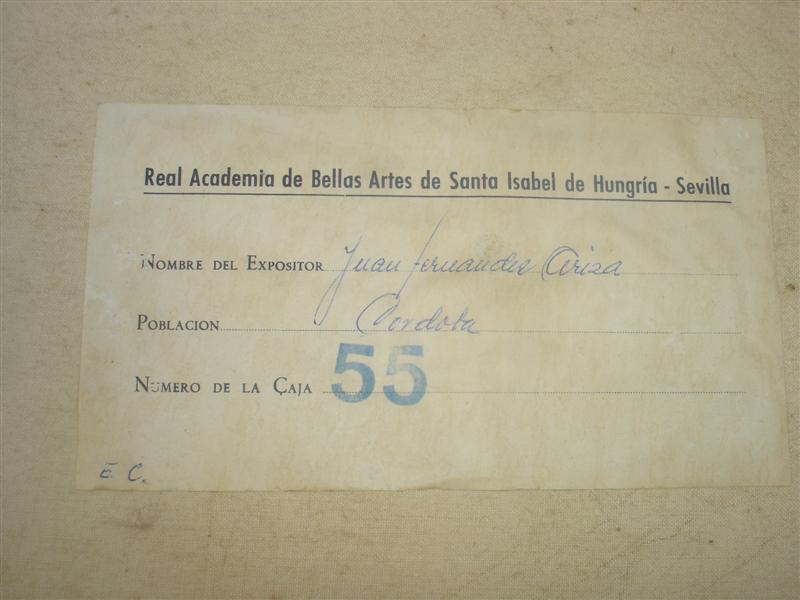 Real Academia de Bellas Artes de Santa Isabel de Hungría - Sevilla
Nombre del Expositor Juan Fernandez Ariza
Poblacion Cordoba
Número de la Caja 55
E C.